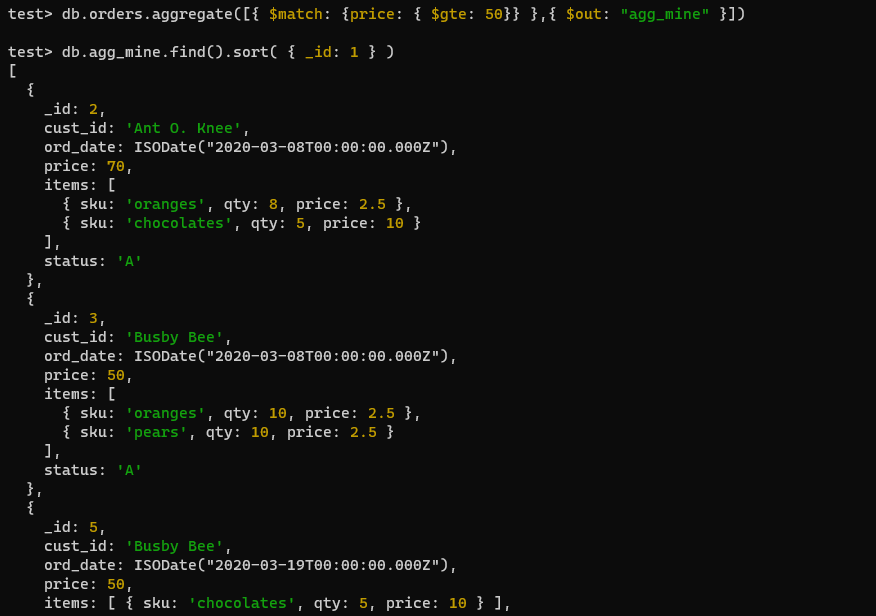 test> db.orders.aggregate([{ $match: {price: { $gte: 50}} },{ $out: "agg_mine" }])
test> db.agg_mine.find().sort( { _id: 1 } )
[
  {
    _id: 2,
    cust_id: 'Ant O. Knee',
    ord_date: ISODate("2020-03-08T00:00:00.000Z"),
    price: 70,
    items: [
      { sku: 'oranges', qty: 8, price: 2.5 },
      { sku: 'chocolates', qty: 5, price: 10 }
    ],
    status: 'A'
  },
  {
    _id: 3,
    cust_id: 'Busby Bee',
    ord_date: ISODate("2020-03-08T00:00:00.000Z"),
    price: 50,
    items: [
      { sku: 'oranges', qty: 10, price: 2.5 },
      { sku: 'pears', qty: 10, price: 2.5 }
    ],
    status: 'A'
  },
  {
    _id: 5,
    cust_id: 'Busby Bee',
    ord_date: ISODate("2020-03-19T00:00:00.000Z"),
    price: 50,
    items: [ { sku: 'chocolates', qty: 5, price: 10 } ],